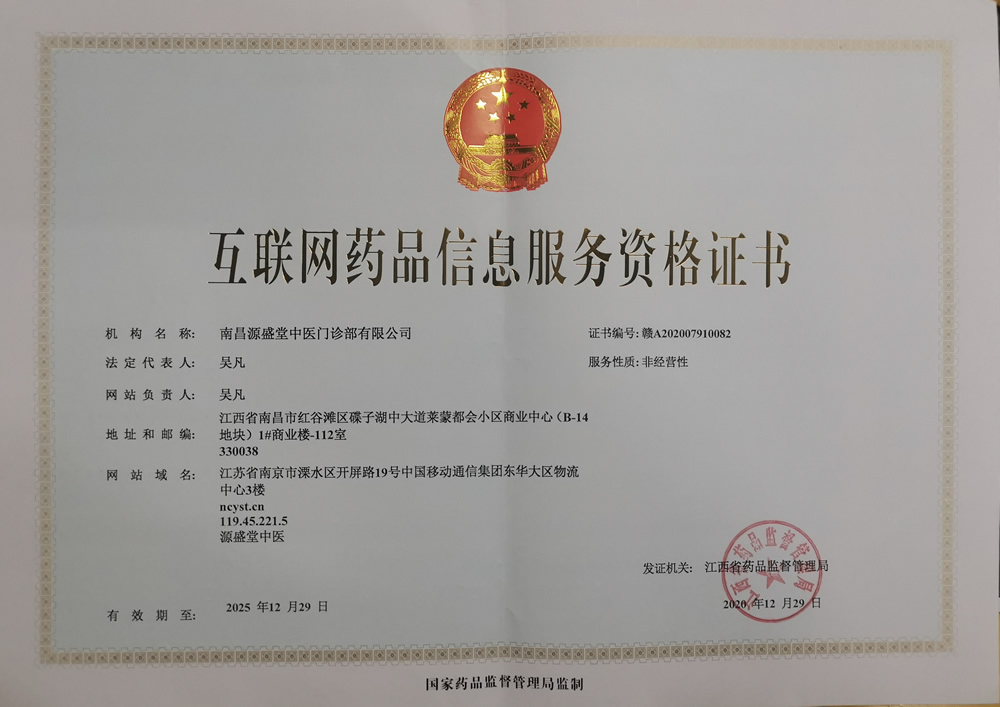 互联网药品信息服务资格证书
机构名称: 南昌源盛堂中医门诊部有限公司
证书编号: 赣A202007910082
法定代表人: 吴凡
服务性质: 非经营性
网站负责人: 吴凡
江西省南昌市红谷滩区碟子湖中大道莱蒙都会小区商业中心（B-14
地址和邮编: 地块）1#商业楼-112室
330038
网站域名: 江苏省南京市溧水区开屏路19号中国移动通信集团东华大区物流
中心3楼
ncyst.cn
119.45.221.5
源盛堂中医
发证机关: 江西省药品监督管理局
江西省药品监督管理局
有效期至: 2025 年12 月29 日
2020 年12 月29 日
国家药品监督管理局监制